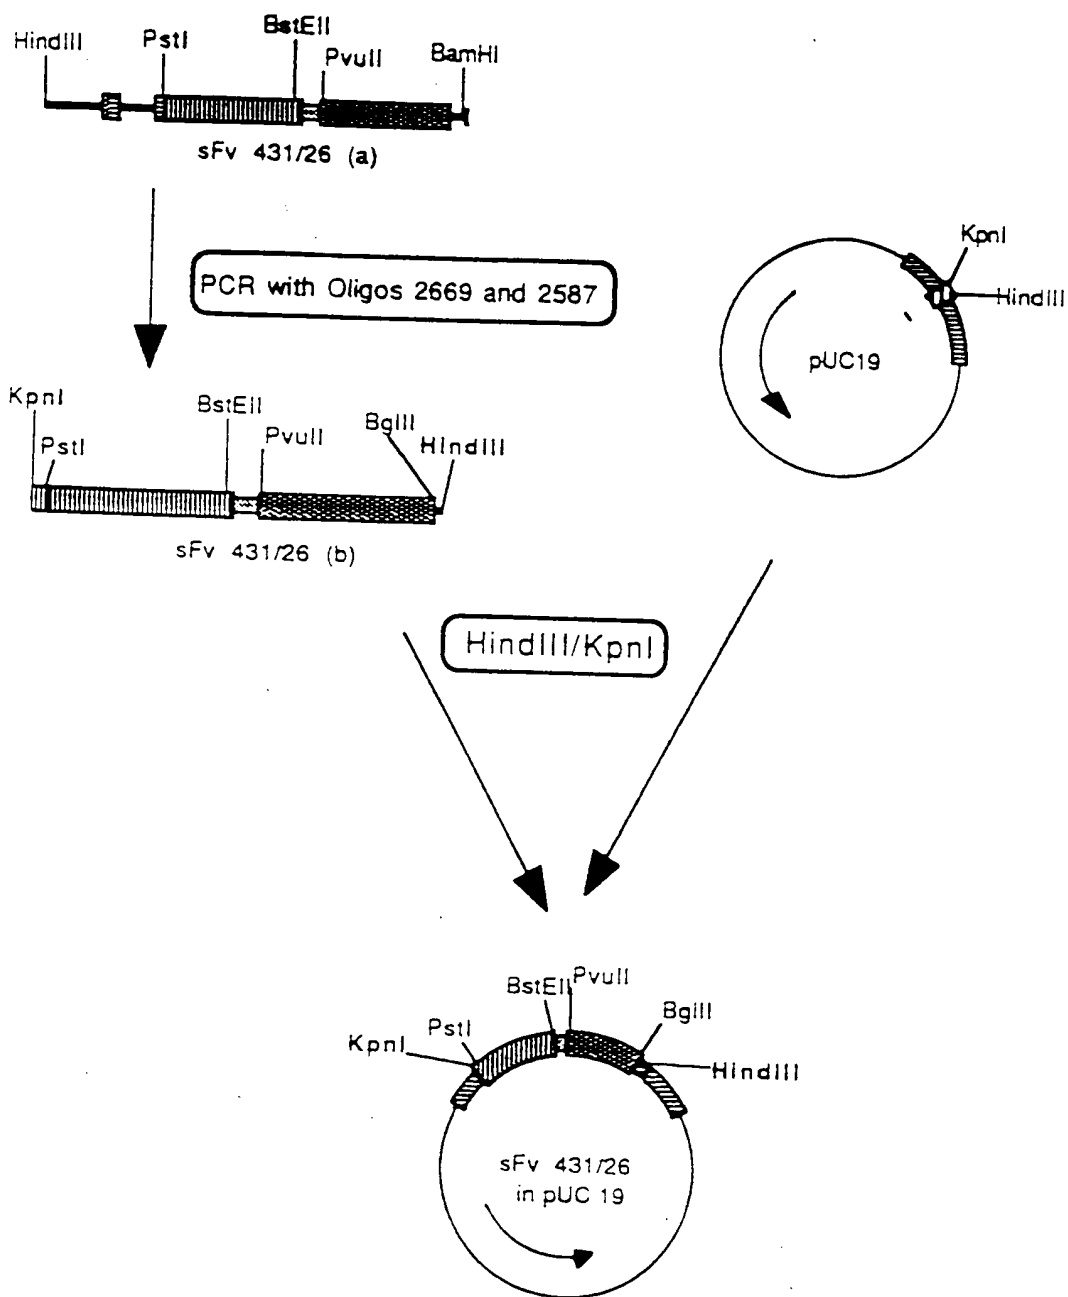 HindIII
PstI
BstEII
PvuII
BamHI
sFv 431/26 (a)
PCR with Oligos 2669 and 2587
KpnI
HindIII
pUC19
KpnI
PstI
BstEII
PvuII
BglII
HindIII
sFv 431/26 (b)
HindIII/KpnI
KpnI
PstI
BstEII
PvuII
BglII
HindIII
sFv 431/26
in pUC 19